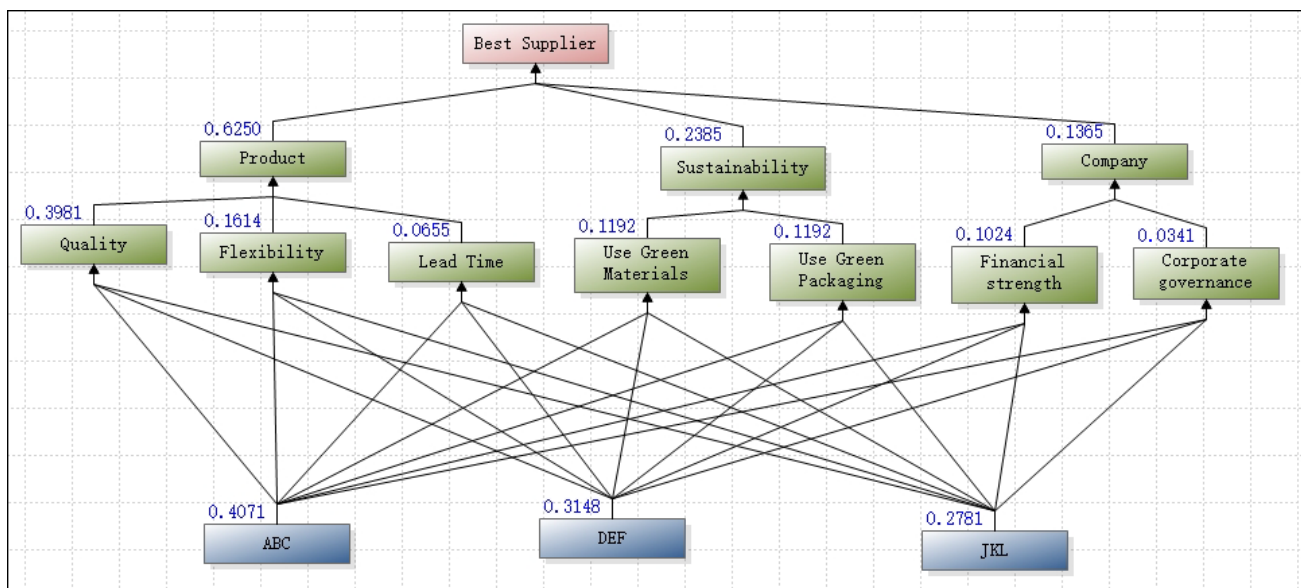 Best Supplier
0.6250
Product
0.2385
Sustainability
0.1365
Company
0.3981
Quality
0.1614
Flexibility
0.0655
Lead Time
0.1192
Use Green
Materials
0.1192
Use Green
Packaging
0.1024
Financial
strength
0.0341
Corporate
governance
0.4071
ABC
0.3148
DEF
0.2781
JKL